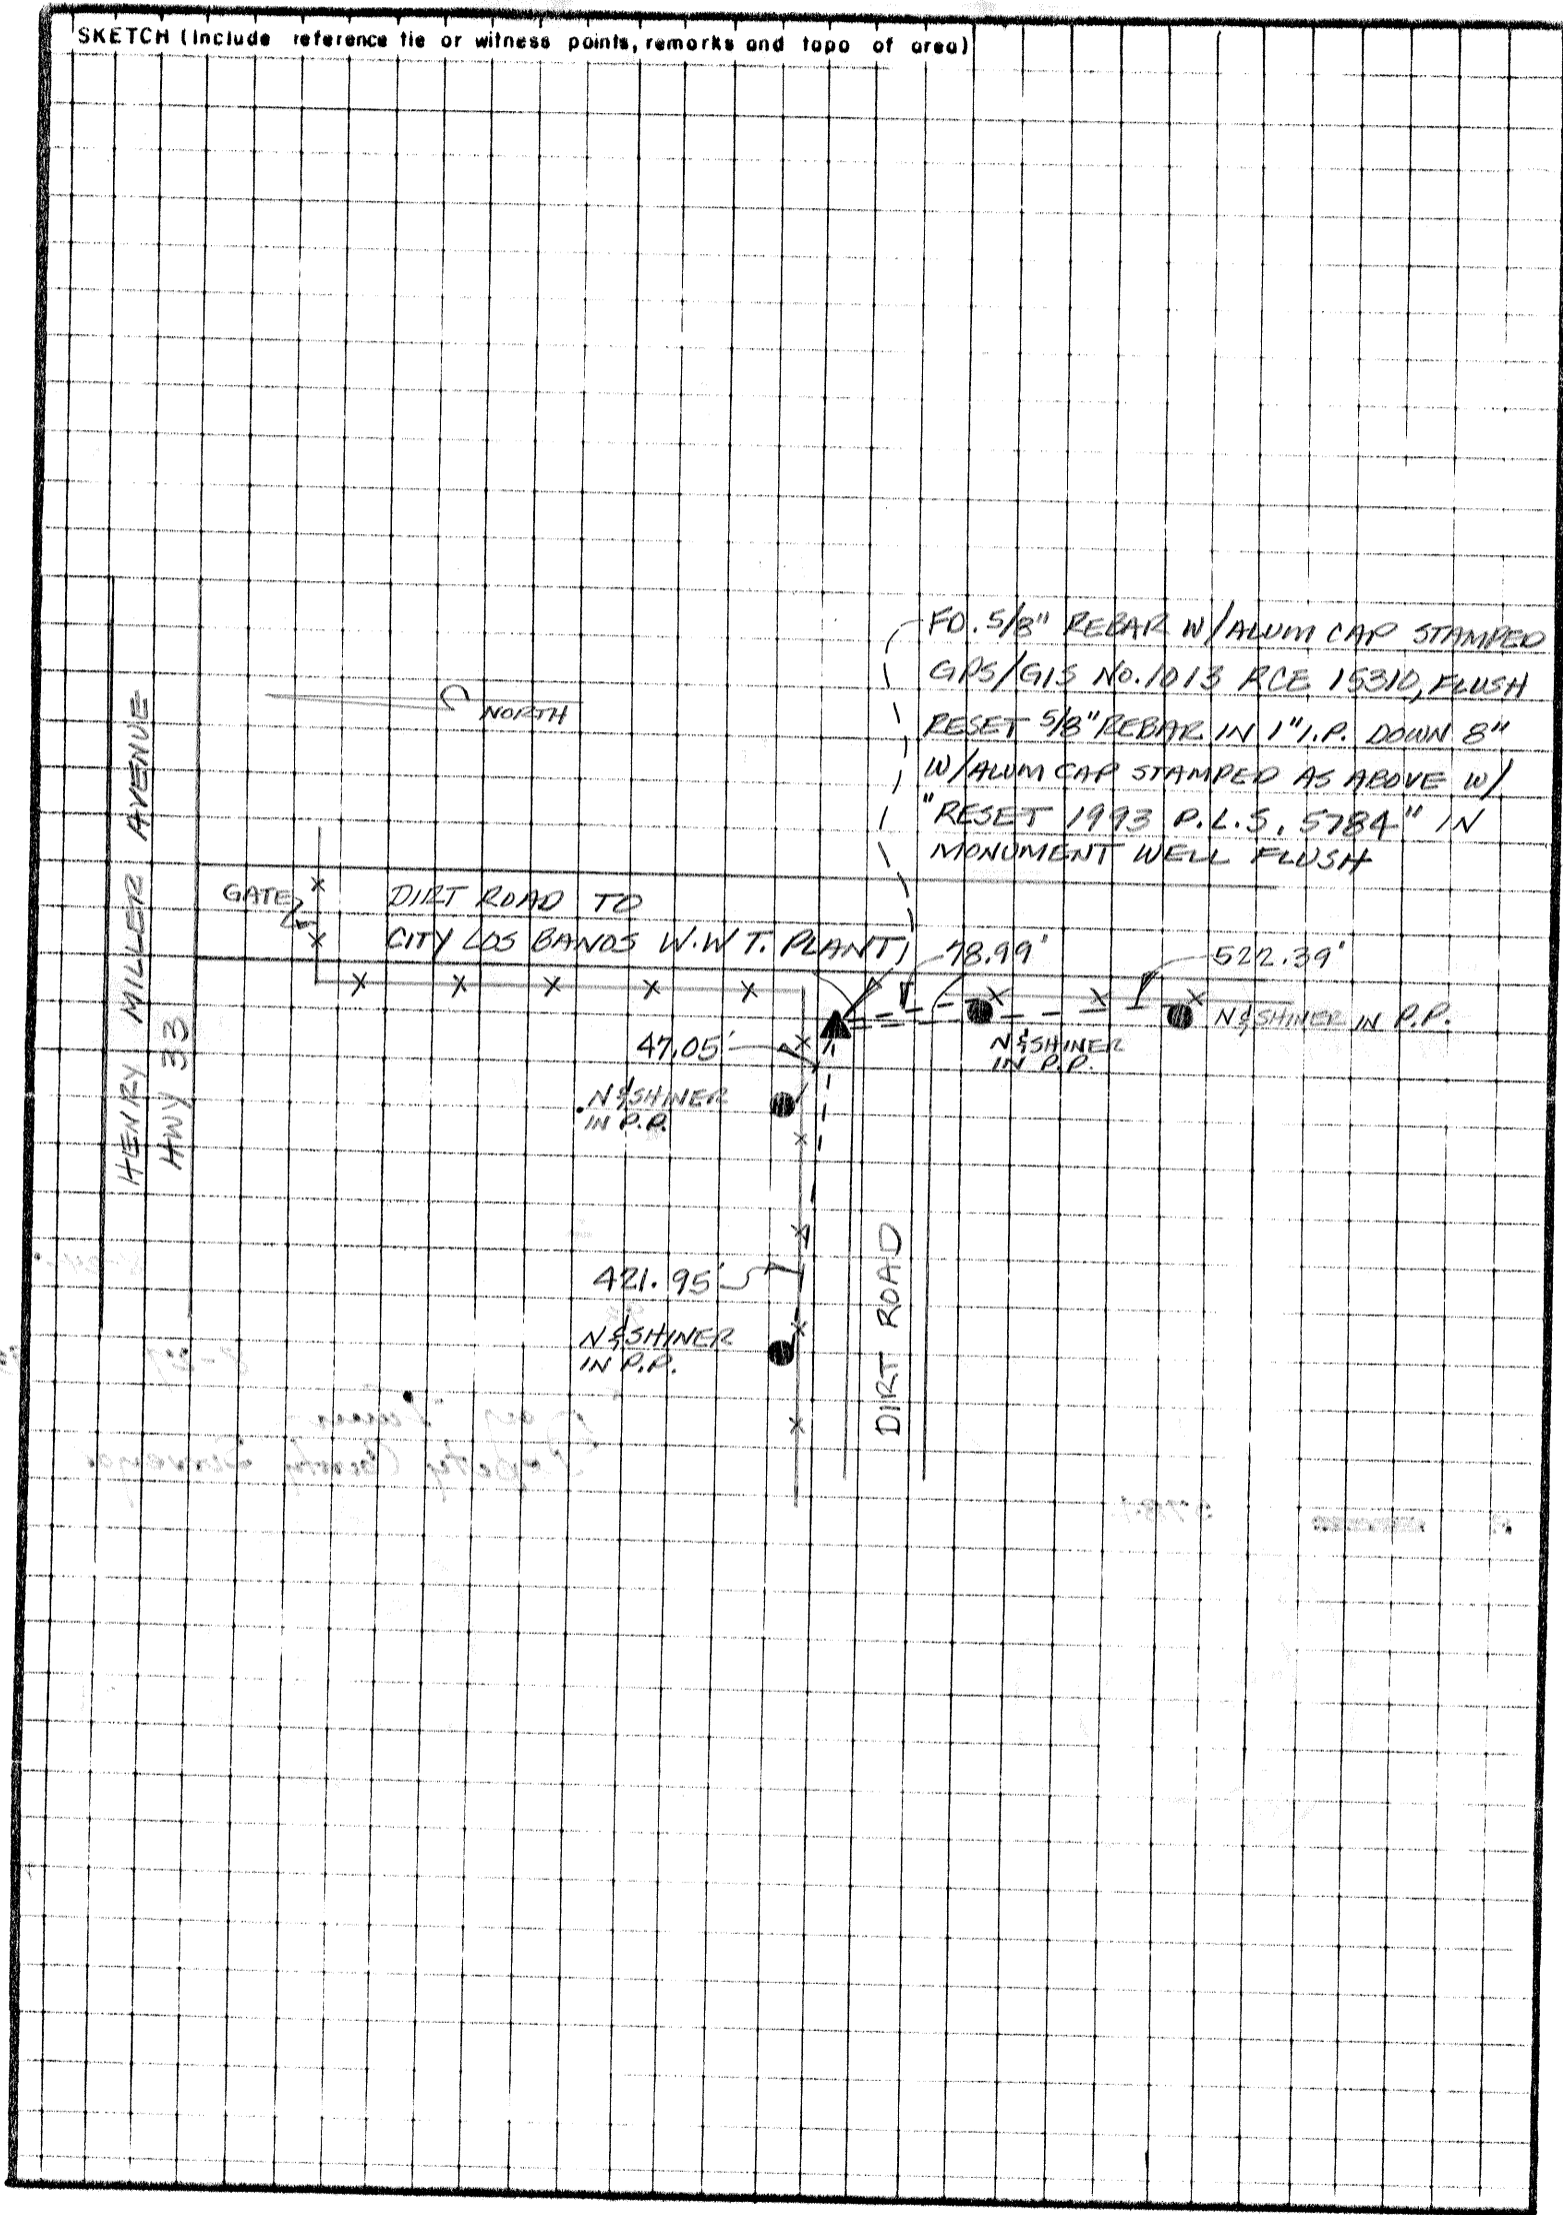 SKETCH (Include reference tie or witness points, remarks and topo of area)
FD. 5/8" REBAR W/ALUM CAP STAMPED
GPS/GIS NO. 1013 RCE 15310, FLUSH
RESET 5/8" REBAR IN 1" I.P. DOWN 8"
W/ALUM CAP STAMPED AS ABOVE W/
"RESET 1993 P.L.S. 5784" IN
MONUMENT WELL FLUSH
NORTH
HENRY MILLER AVENUE
HWY 33
GATE
DIRT ROAD TO
CITY LOS BANOS W.W T. PLANT
78.99'
522.39'
N&SHINER IN P.P.
N&SHINER
IN P.P.
47.05'
N&SHINER
IN P.P.
421.95'
N&SHINER
IN P.P.
DIRT ROAD